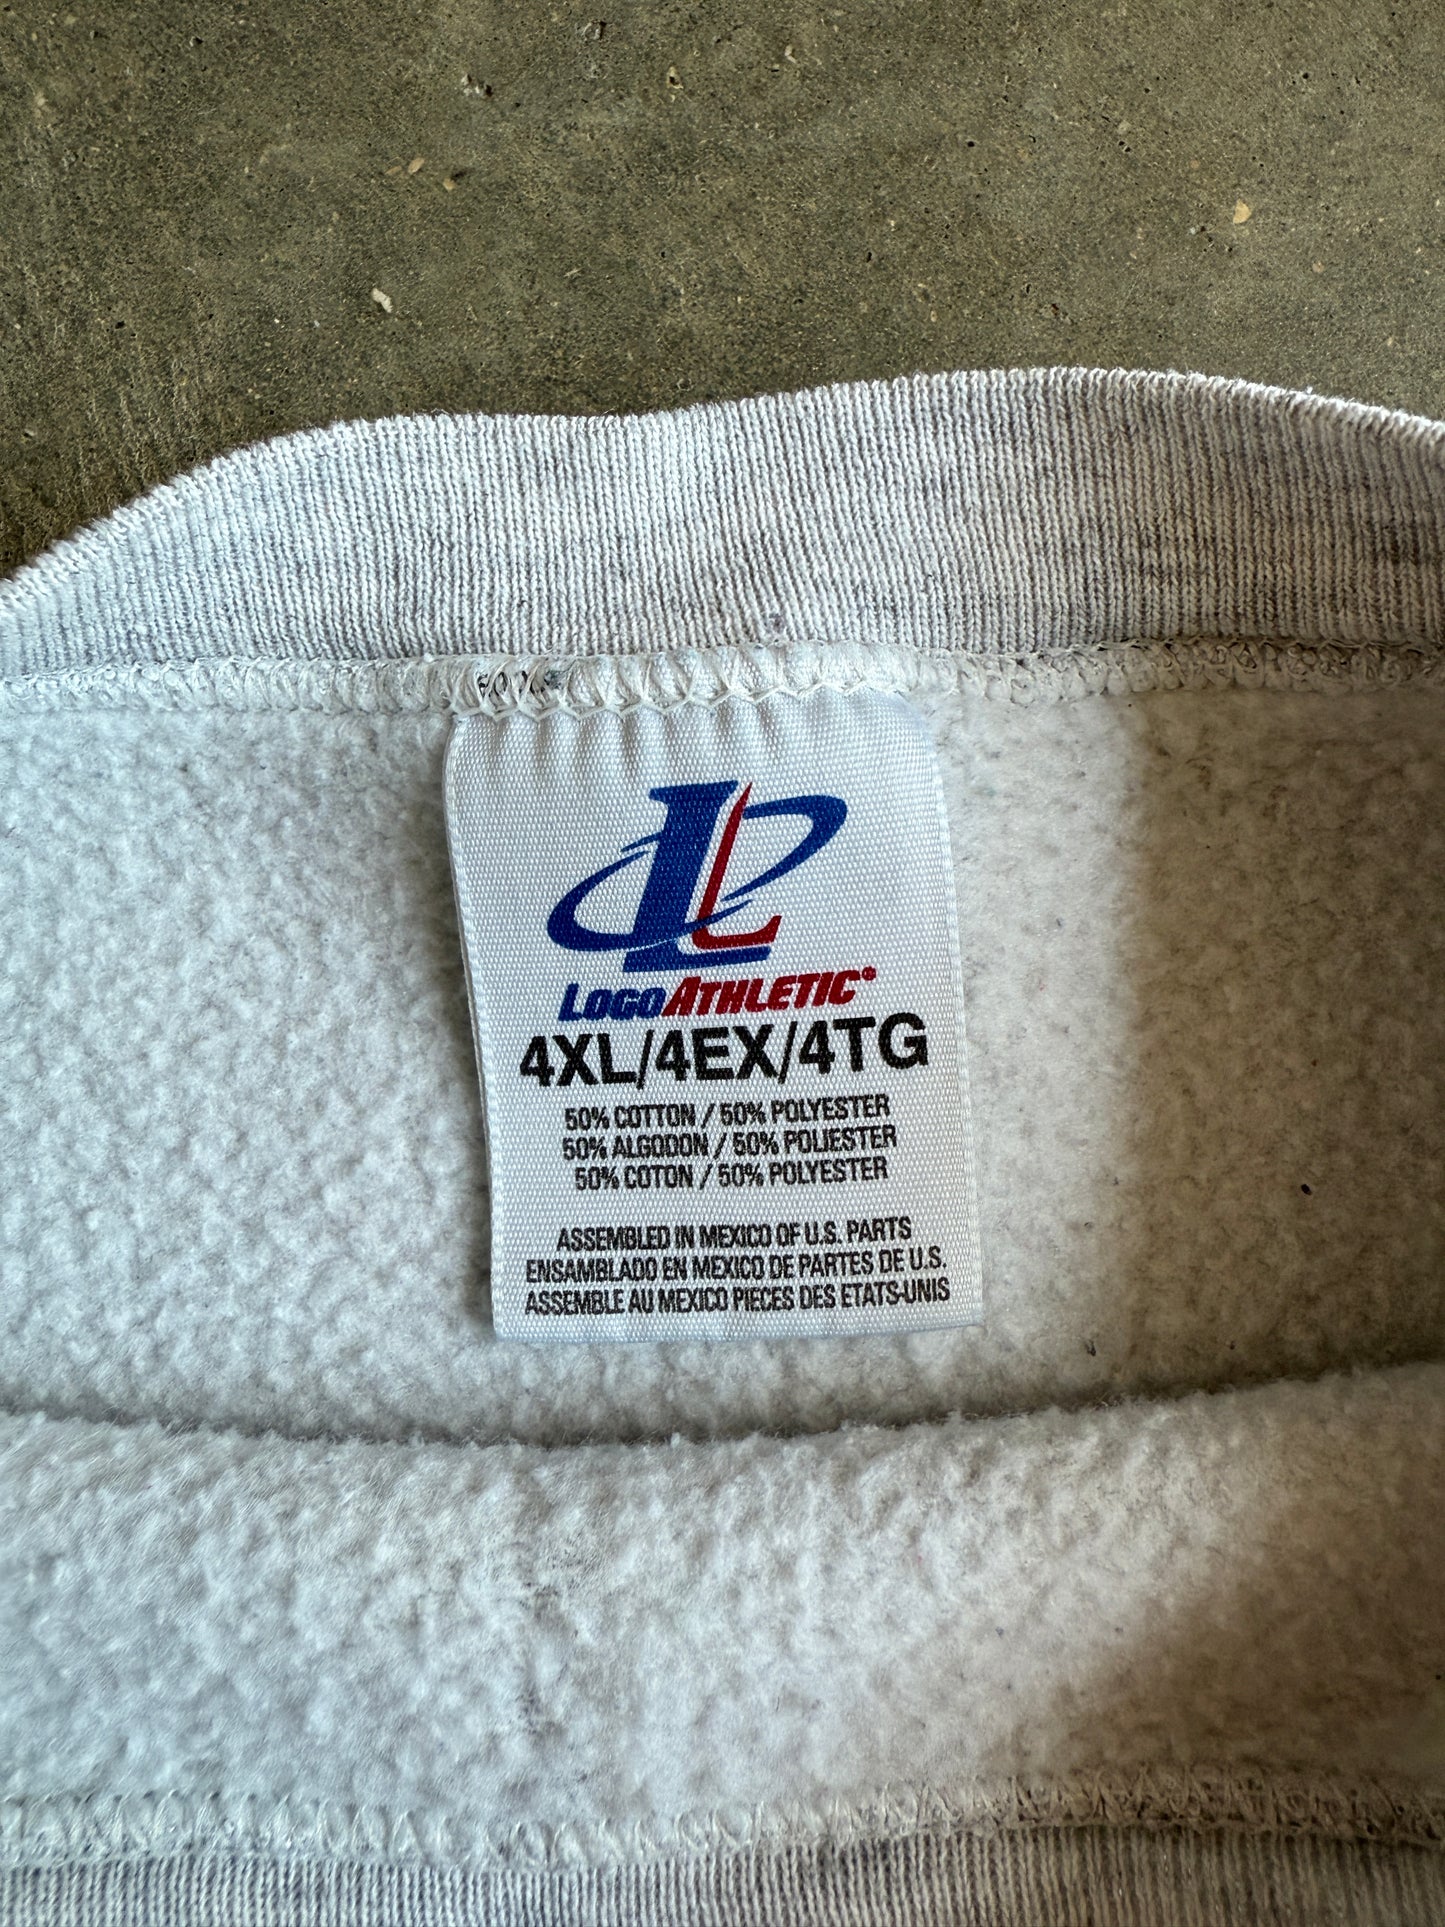 LOGOATHLETIC®
4XL/4EX/4TG
50% COTTON / 50% POLYESTER
50% ALGODON / 50% POLIESTER
50% COTON / 50% POLYESTER
ASSEMBLED IN MEXICO OF U.S. PARTS
ENSAMBLADO EN MEXICO DE PARTES DE U.S.
ASSEMBLE AU MEXICO PIECES DES ETATS-UNIS